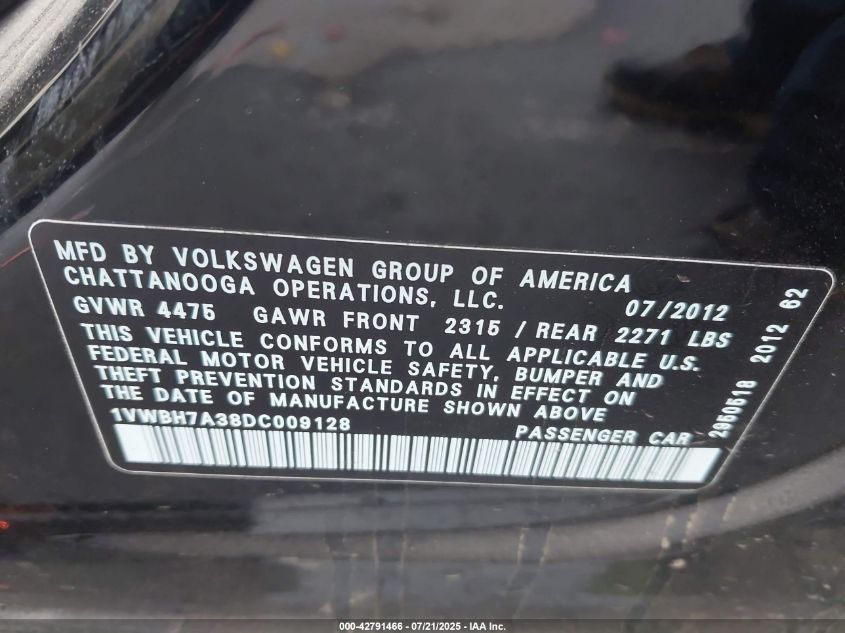 MFD BY VOLKSWAGEN GROUP OF AMERICA
CHATTANOOGA OPERATIONS, LLC. 07/2012
GVWR 4475 GAWR FRONT 2315 / REAR 2271 LBS
THIS VEHICLE CONFORMS TO ALL APPLICABLE U.S.
FEDERAL MOTOR VEHICLE SAFETY, BUMPER AND
THEFT PREVENTION STANDARDS IN EFFECT ON
THE DATE OF MANUFACTURE SHOWN ABOVE
1VWBH7A38DC009128 PASSENGER CAR
2950518 2012 62
000-42791466 - 07/21/2025 - IAA Inc.